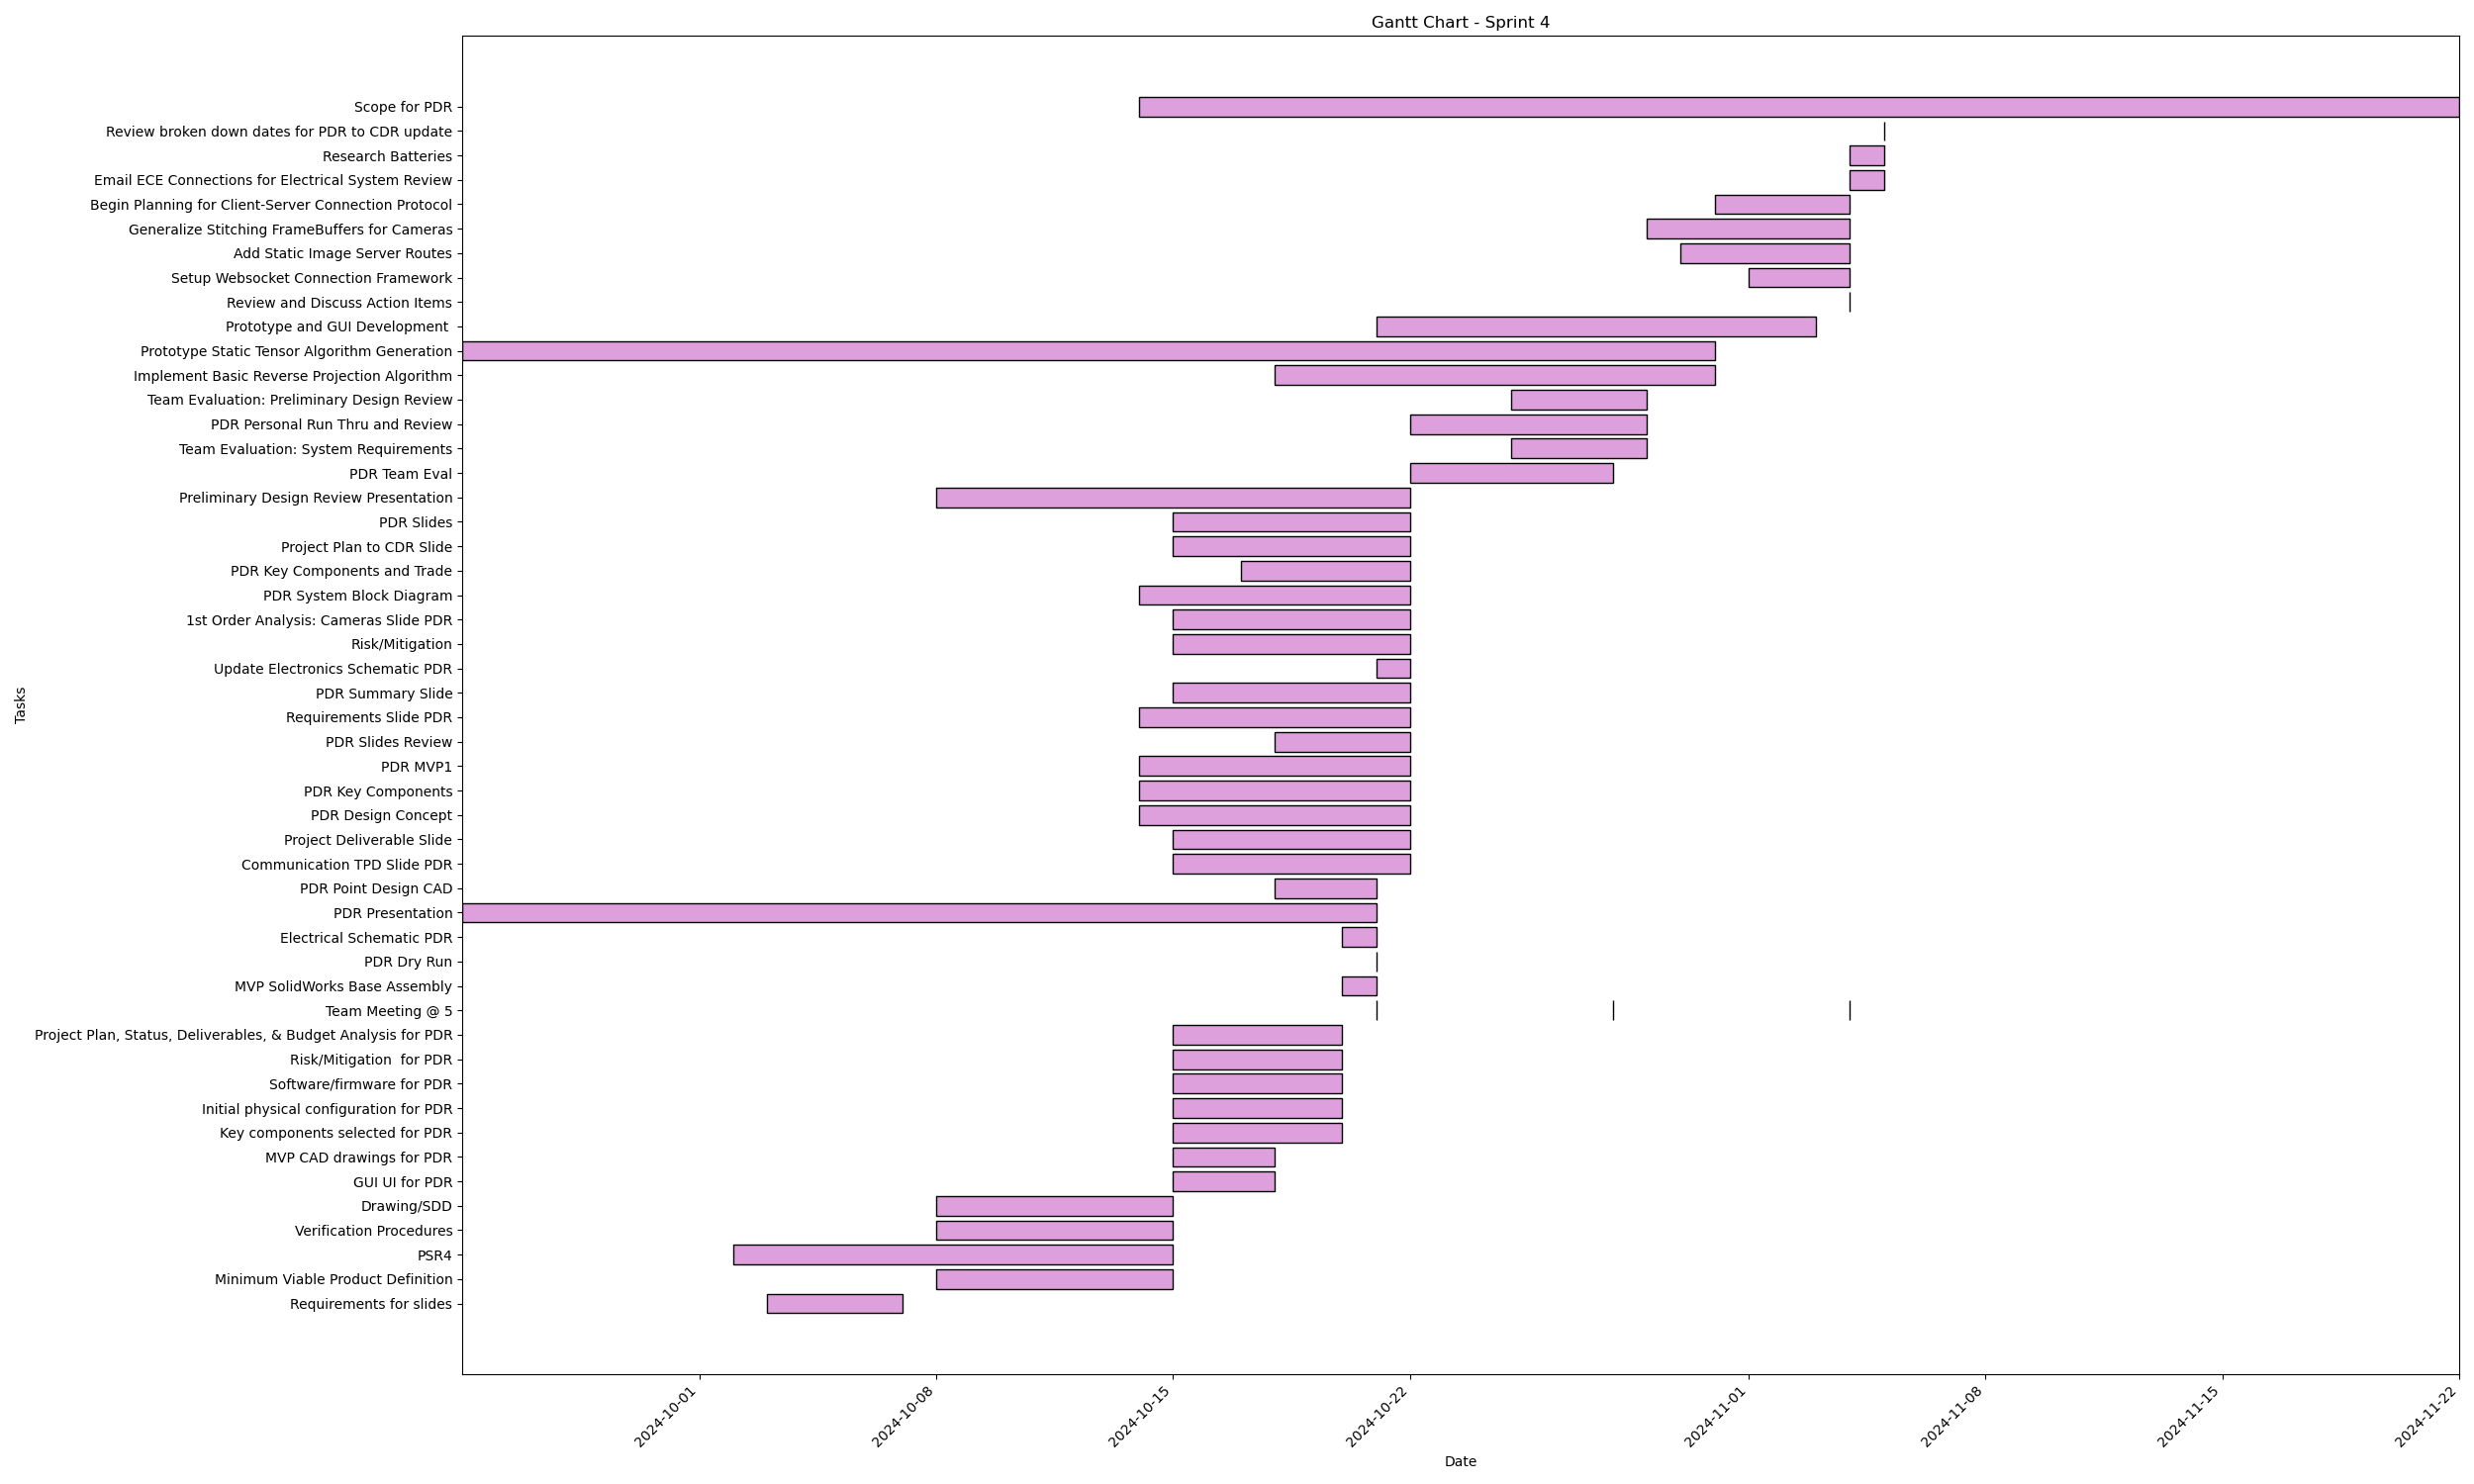 Gantt Chart - Sprint 4
Tasks
Scope for PDR
Review broken down dates for PDR to CDR update
Research Batteries
Email ECE Connections for Electrical System Review
Begin Planning for Client-Server Connection Protocol
Generalize Stitching FrameBuffers for Cameras
Add Static Image Server Routes
Setup Websocket Connection Framework
Review and Discuss Action Items
Prototype and GUI Development
Prototype Static Tensor Algorithm Generation
Implement Basic Reverse Projection Algorithm
Team Evaluation: Preliminary Design Review
PDR Personal Run Thru and Review
Team Evaluation: System Requirements
PDR Team Eval
Preliminary Design Review Presentation
PDR Slides
Project Plan to CDR Slide
PDR Key Components and Trade
PDR System Block Diagram
1st Order Analysis: Cameras Slide PDR
Risk/Mitigation
Update Electronics Schematic PDR
PDR Summary Slide
Requirements Slide PDR
PDR Slides Review
PDR MVP1
PDR Key Components
PDR Design Concept
Project Deliverable Slide
Communication TPD Slide PDR
PDR Point Design CAD
PDR Presentation
Electrical Schematic PDR
PDR Dry Run
MVP SolidWorks Base Assembly
Team Meeting @ 5
Project Plan, Status, Deliverables, & Budget Analysis for PDR
Risk/Mitigation  for PDR
Software/firmware for PDR
Initial physical configuration for PDR
Key components selected for PDR
MVP CAD drawings for PDR
GUI UI for PDR
Drawing/SDD
Verification Procedures
PSR4
Minimum Viable Product Definition
Requirements for slides
2024-10-01
2024-10-08
2024-10-15
2024-10-22
2024-11-01
2024-11-08
2024-11-15
2024-11-22
Date